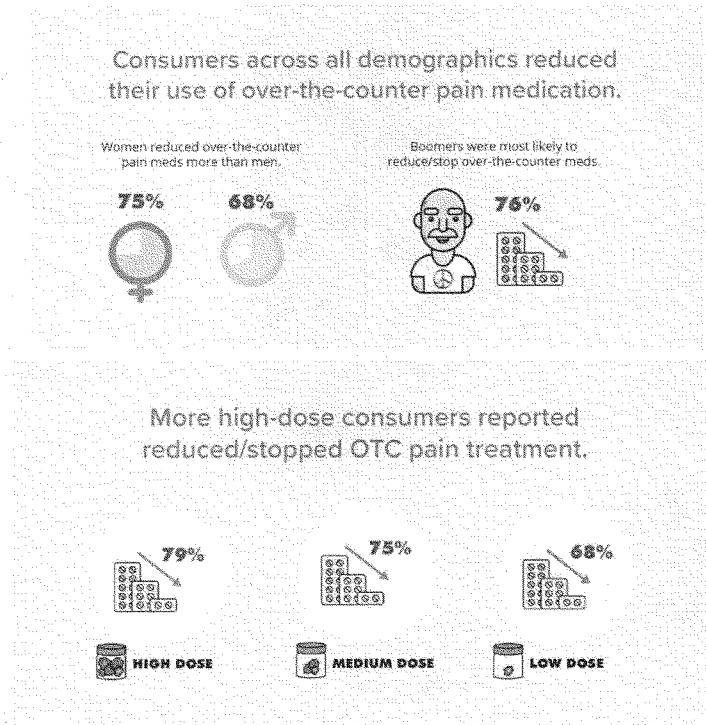 Consumers across all demographics reduced
their use of over-the-counter pain medication.
Women reduced over-the-counter
pain meds more than men.
75%
68%
Boomers were most likely to
reduce/stop over-the-counter meds.
76%
More high-dose consumers reported
reduced/stopped OTC pain treatment.
79%
HIGH DOSE
75%
MEDIUM DOSE
68%
LOW DOSE